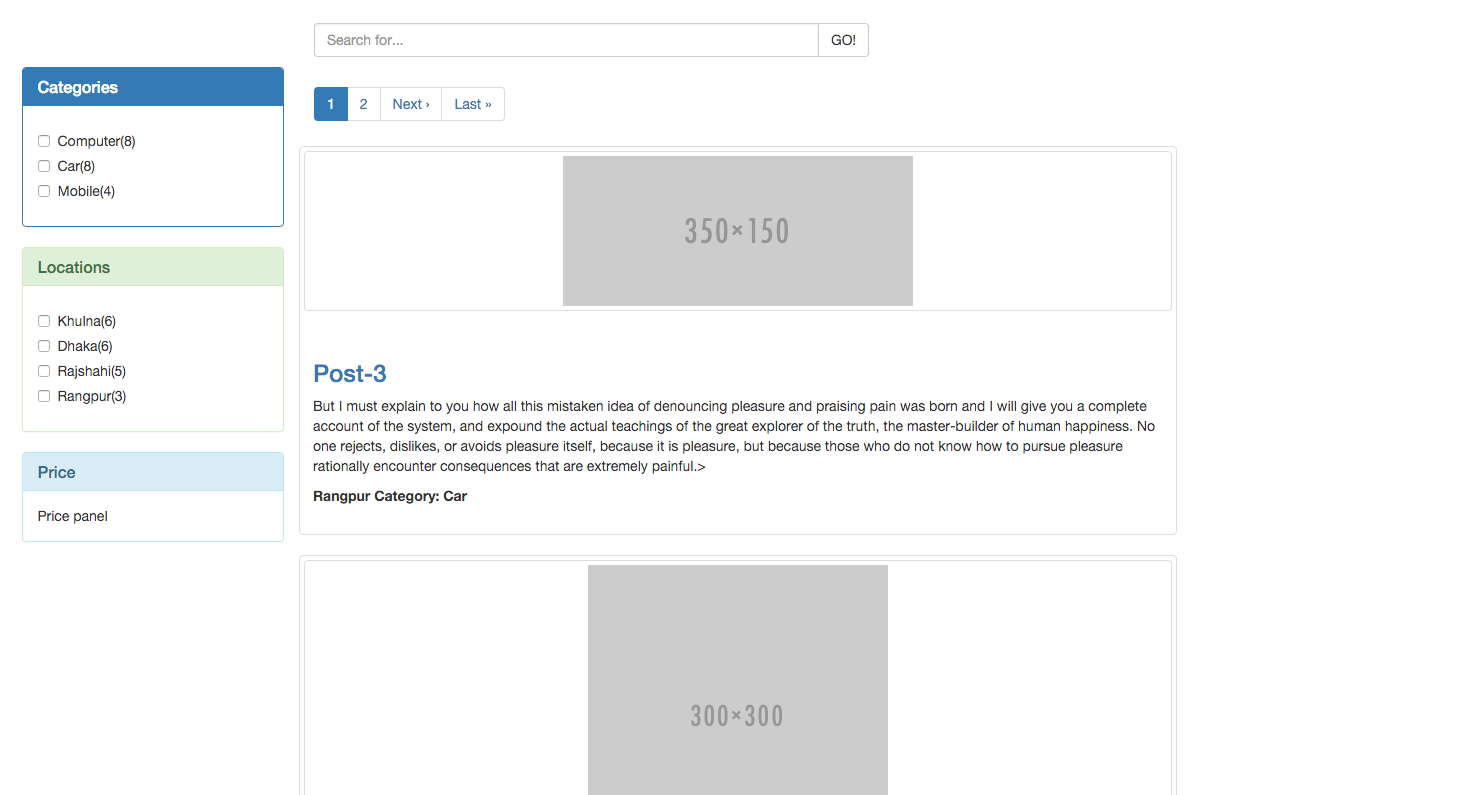 Search for...
GO!
Categories
Computer(8)
Car(8)
Mobile(4)
Locations
Khulna(6)
Dhaka(6)
Rajshahi(5)
Rangpur(3)
Price
Price panel
1 2 Next › Last »
350×150
Post-3
But I must explain to you how all this mistaken idea of denouncing pleasure and praising pain was born and I will give you a complete
account of the system, and expound the actual teachings of the great explorer of the truth, the master-builder of human happiness. No
one rejects, dislikes, or avoids pleasure itself, because it is pleasure, but because those who do not know how to pursue pleasure
rationally encounter consequences that are extremely painful.>
Rangpur Category: Car
300×300